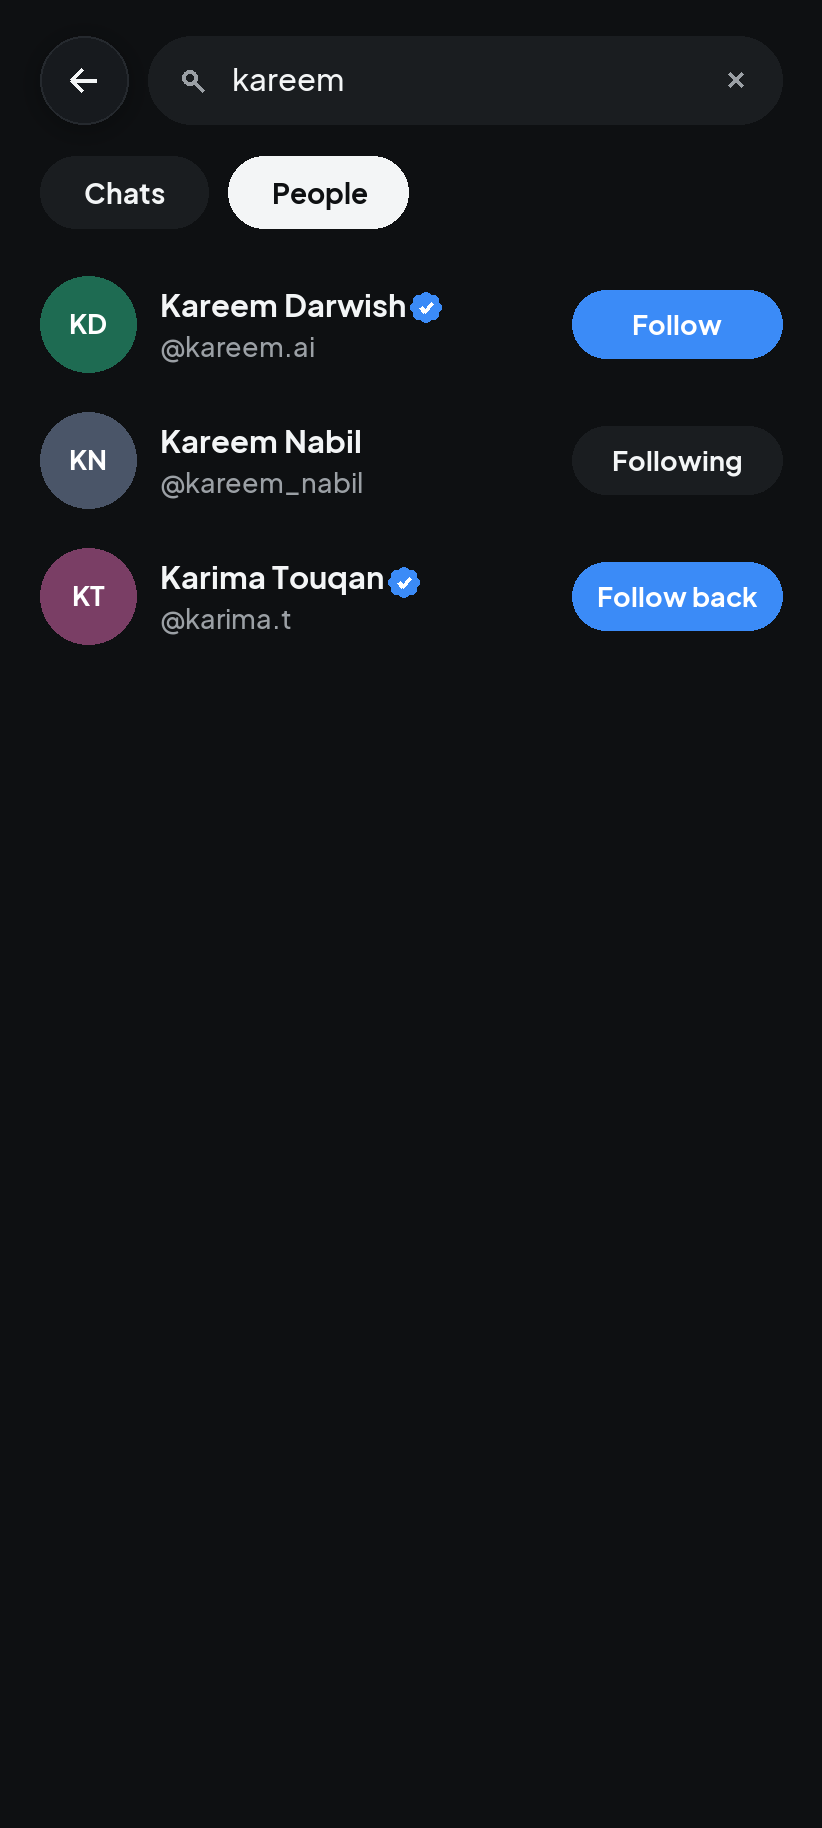 kareem
Chats People
KD Kareem Darwish Follow
@kareem.ai
KN Kareem Nabil Following
@kareem_nabil
KT Karima Touqan Follow back
@karima.t